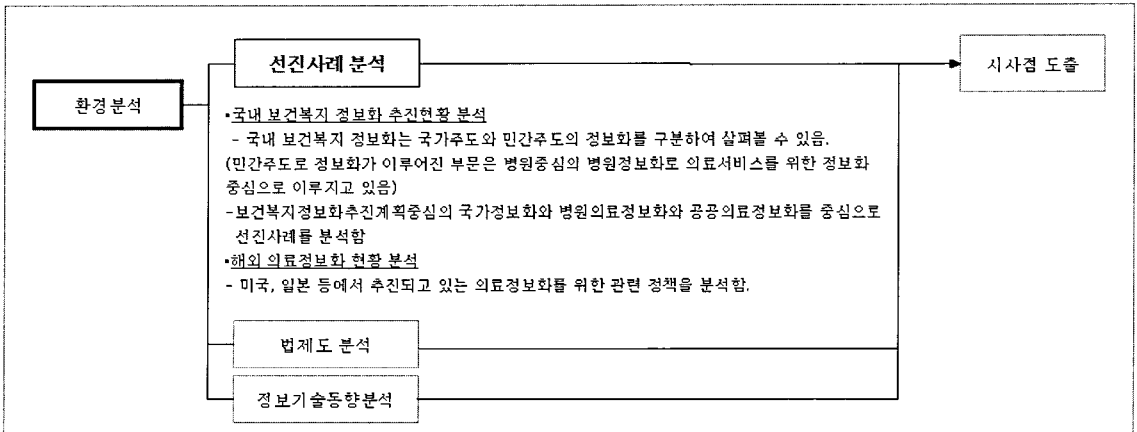 선진사례 분석
시사점 도출
환경분석
▪국내 보건복지 정보화 추진현황 분석
- 국내 보건복지 정보화는 국가주도와 민간주도의 정보화를 구분하여 살펴볼 수 있음.
(민간주도로 정보화가 이루어진 부문은 병원중심의 병원정보화로 의료서비스를 위한 정보화
중심으로 이루지고 있음)
-보건복지정보화추진계획중심의 국가정보화와 병원의료정보화와 공공의료정보화를 중심으로
선진사례를 분석함
▪해외 의료정보화 현황 분석
- 미국, 일본 등에서 추진되고 있는 의료정보화를 위한 관련 정책을 분석함.
법제도 분석
정보기술동향분석